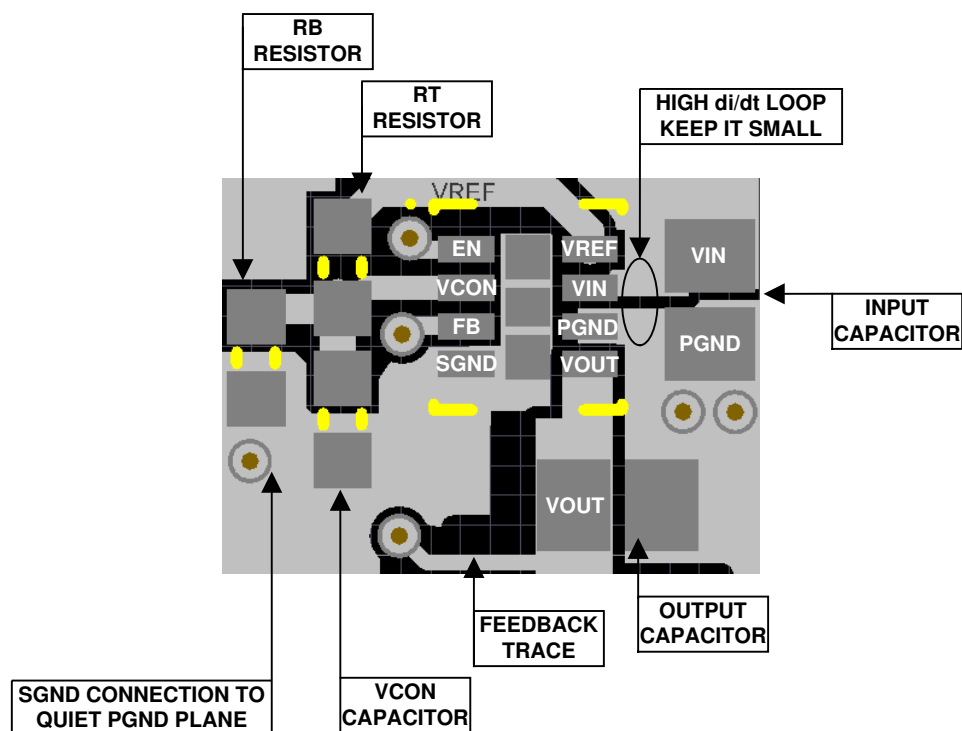 RB
RESISTOR
RT
RESISTOR
HIGH di/dt LOOP
KEEP IT SMALL
VREF
EN
VREF
VIN
VCON
VIN
INPUT
CAPACITOR
FB
PGND
PGND
SGND
VOUT
VOUT
FEEDBACK
TRACE
OUTPUT
CAPACITOR
SGND CONNECTION TO
QUIET PGND PLANE
VCON
CAPACITOR